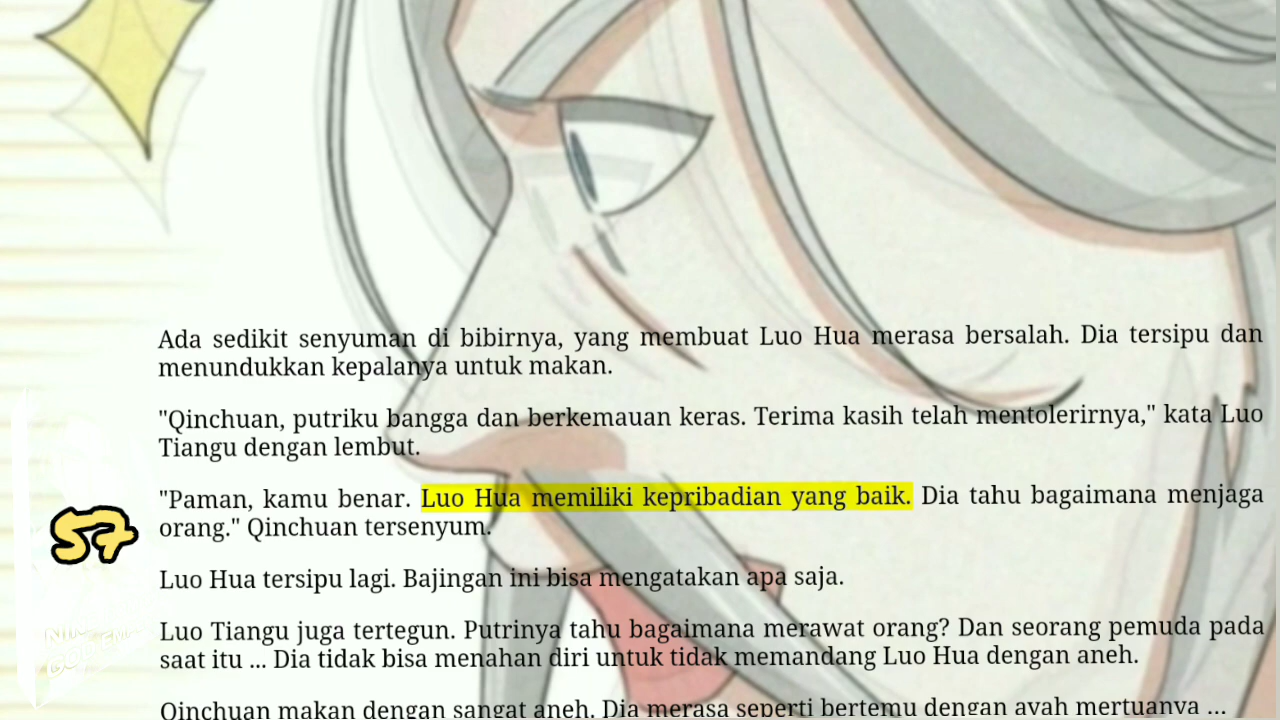 Ada sedikit senyuman di bibirnya, yang membuat Luo Hua merasa bersalah. Dia tersipu dan
menundukkan kepalanya untuk makan.
"Qinchuan, putriku bangga dan berkemauan keras. Terima kasih telah mentolerirnya," kata Luo
Tiangu dengan lembut.
"Paman, kamu benar. Luo Hua memiliki kepribadian yang baik. Dia tahu bagaimana menjaga
orang." Qinchuan tersenyum.
57
Luo Hua tersipu lagi. Bajingan ini bisa mengatakan apa saja.
Luo Tiangu juga tertegun. Putrinya tahu bagaimana merawat orang? Dan seorang pemuda pada
saat itu ... Dia tidak bisa menahan diri untuk tidak memandang Luo Hua dengan aneh.
Qinchuan makan dengan sangat aneh. Dia merasa seperti bertemu dengan ayah mertuanya ...